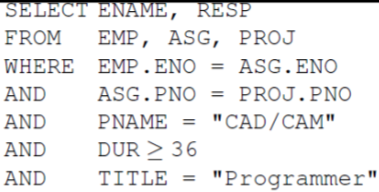 SELECT ENAME, RESP
FROM EMP, ASG, PROJ
WHERE EMP.ENO = ASG.ENO
AND ASG.PNO = PROJ.PNO
AND PNAME = "CAD/CAM"
AND DUR ≥ 36
AND TITLE = "Programmer"